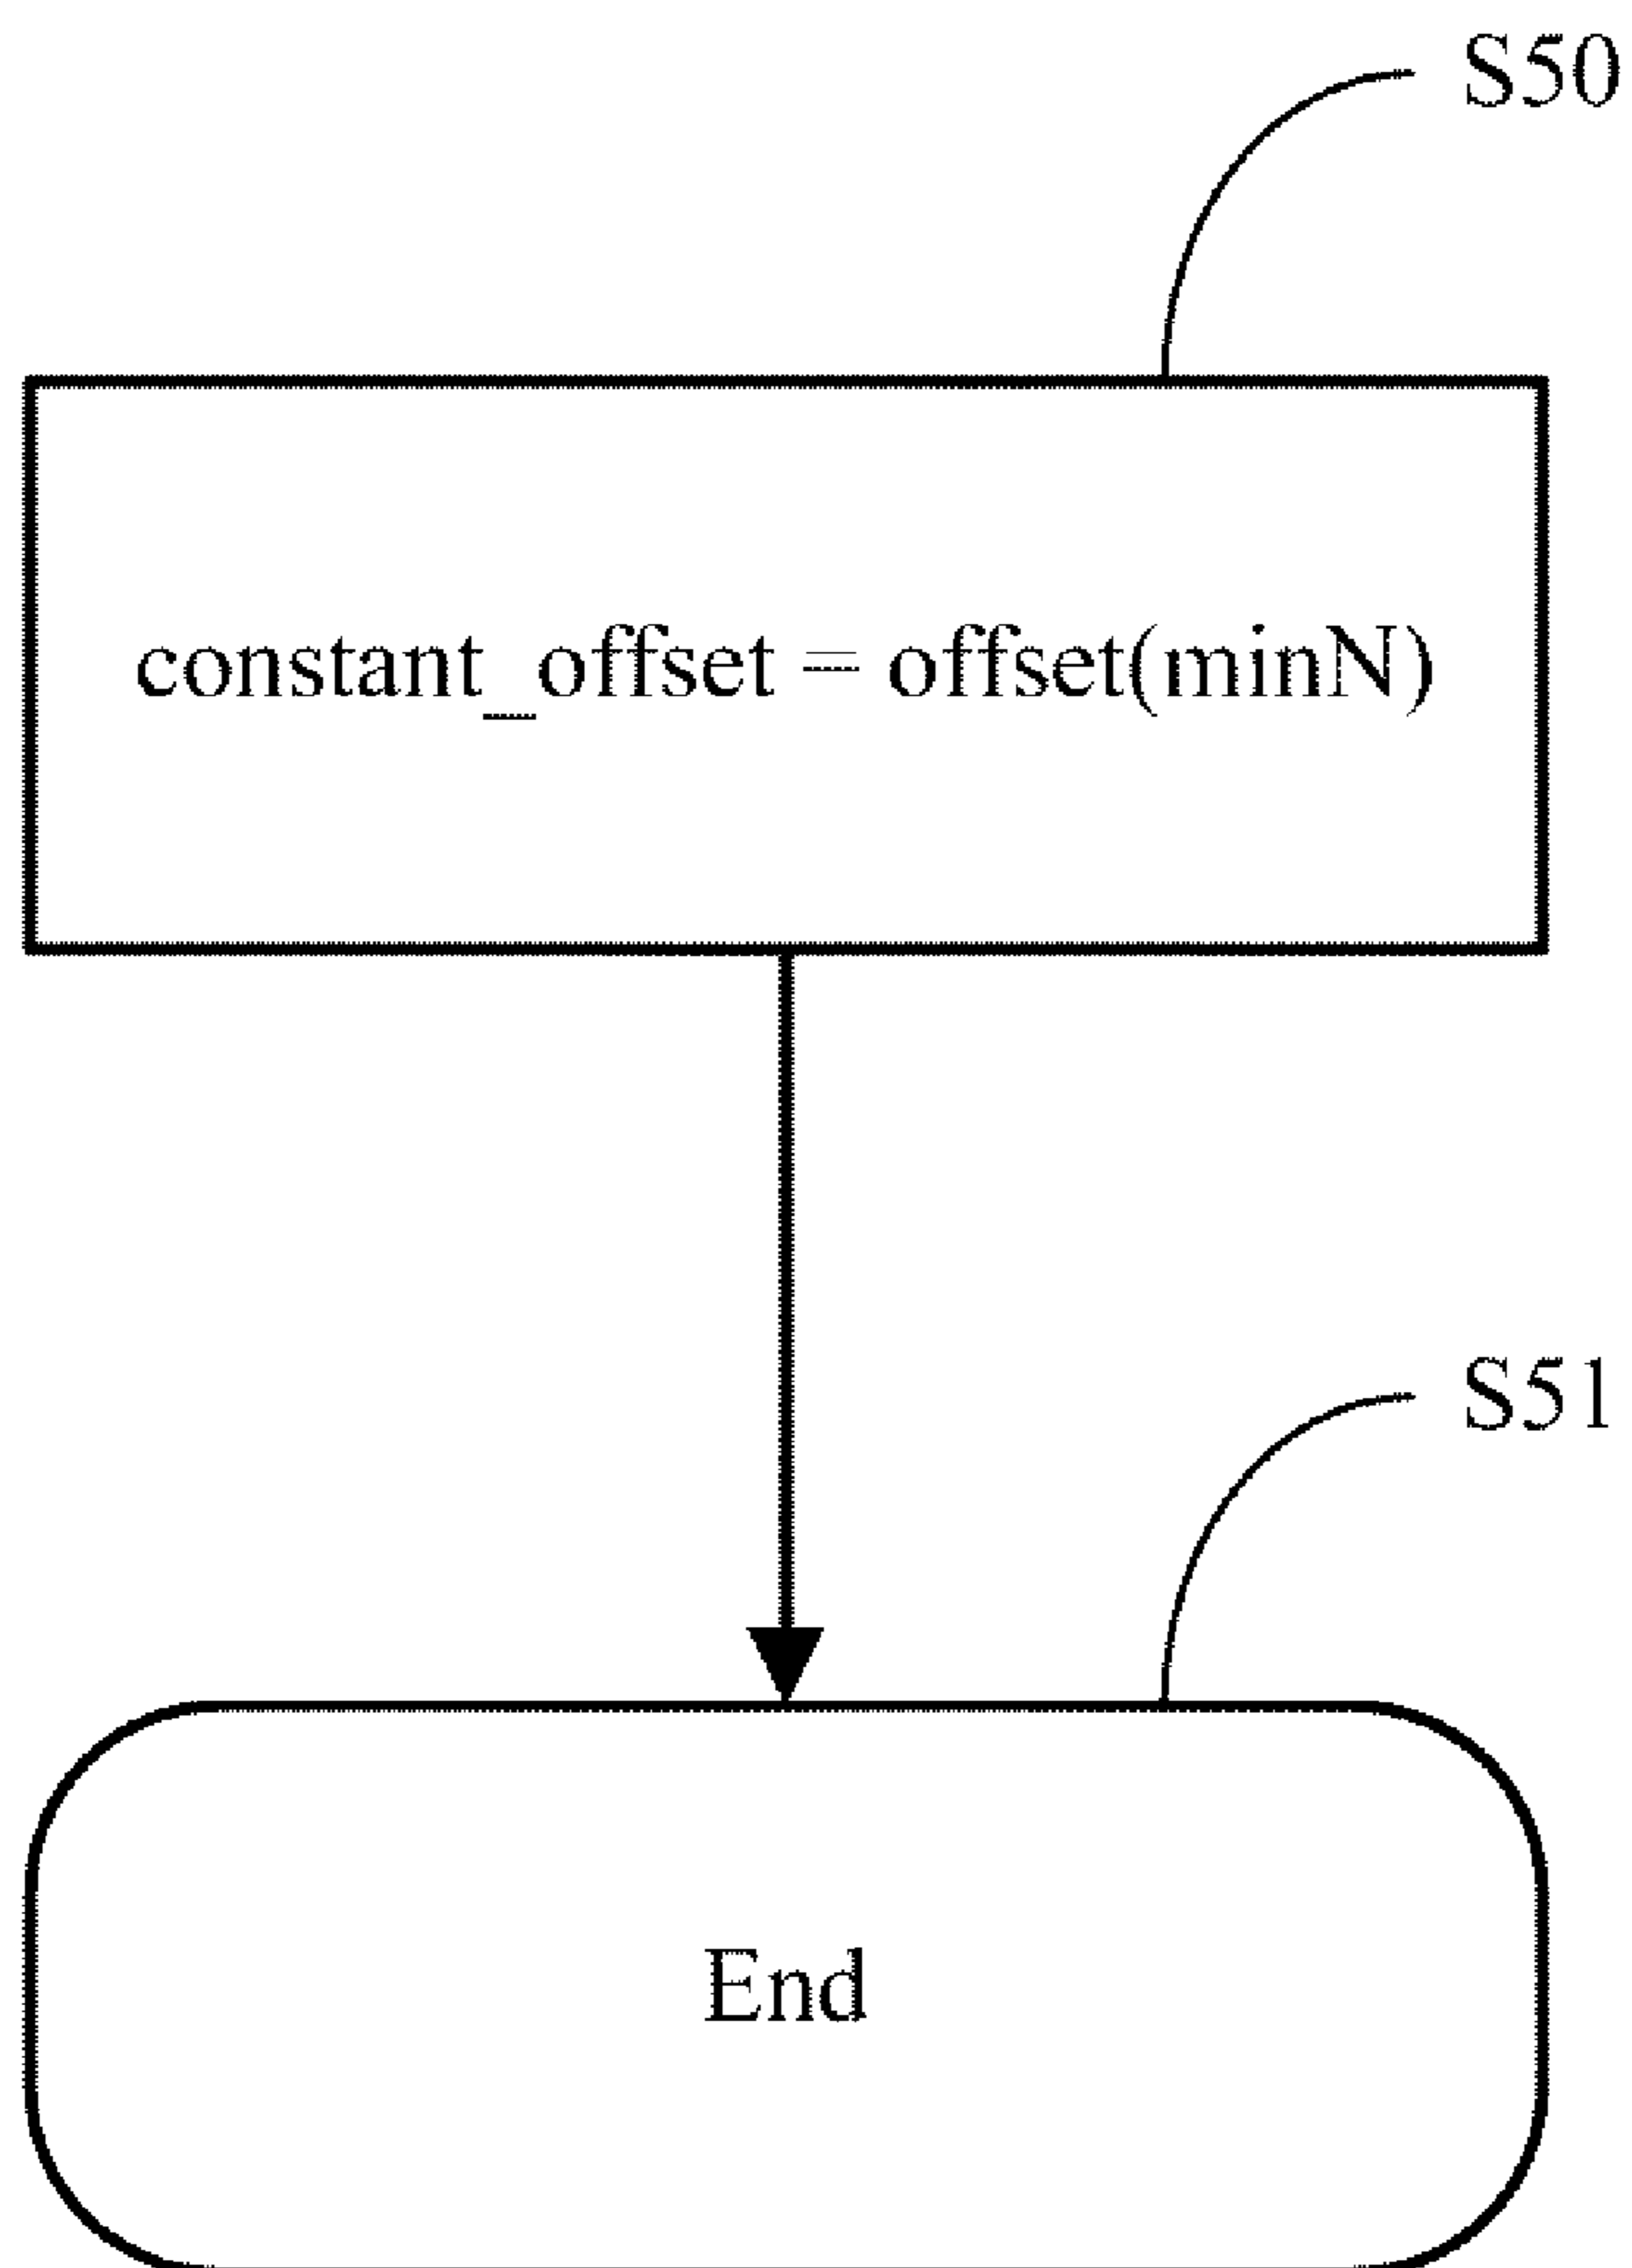 S50
constant_offset = offset(minN)
S51
End